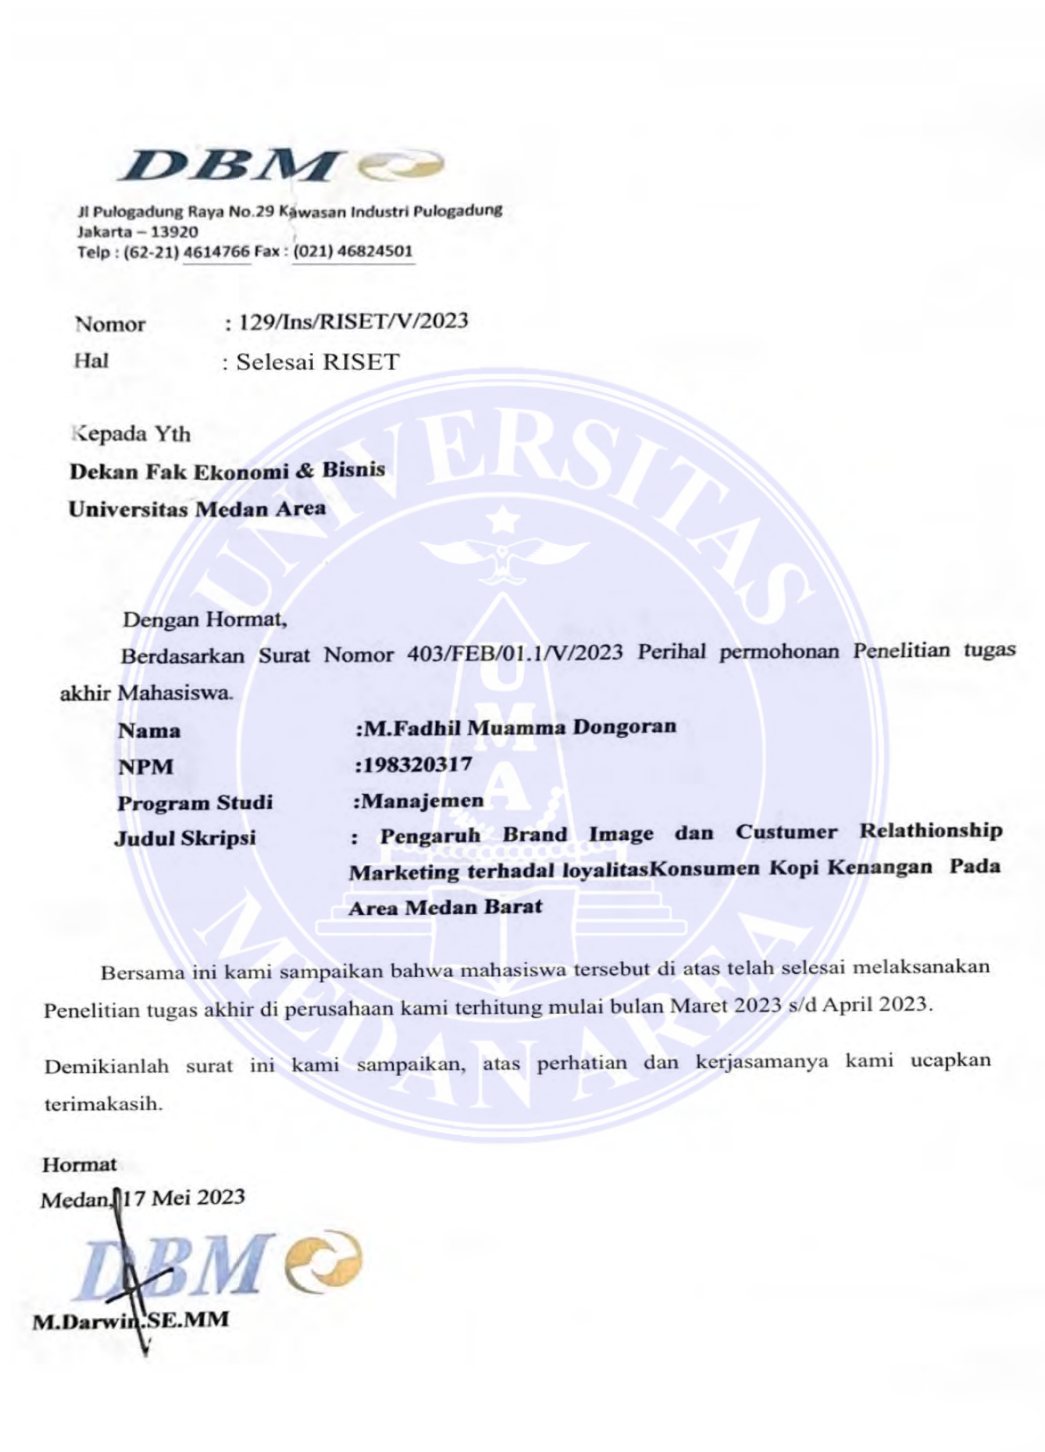 DBM
Jl Pulogadung Raya No.29 Kawasan Industri Pulogadung
Jakarta – 13920
Telp : (62-21) 4614766 Fax : (021) 46824501
Nomor : 129/Ins/RISET/V/2023
Hal : Selesai RISET
Kepada Yth
Dekan Fak Ekonomi & Bisnis
Universitas Medan Area
Dengan Hormat,
Berdasarkan Surat Nomor 403/FEB/01.1/V/2023 Perihal permohonan Penelitian tugas
akhir Mahasiswa.
Nama :M.Fadhil Muamma Dongoran
NPM :198320317
Program Studi :Manajemen
Judul Skripsi : Pengaruh Brand Image dan Custumer Relathionship
Marketing terhadal loyalitasKonsumen Kopi Kenangan Pada
Area Medan Barat
Bersama ini kami sampaikan bahwa mahasiswa tersebut di atas telah selesai melaksanakan
Penelitian tugas akhir di perusahaan kami terhitung mulai bulan Maret 2023 s/d April 2023.
Demikianlah surat ini kami sampaikan, atas perhatian dan kerjasamanya kami ucapkan
terimakasih.
Hormat
Medan, 17 Mei 2023
DBM
M.Darwin.SE.MM
UNIVERSITAS
UMA
MEDAN AREA